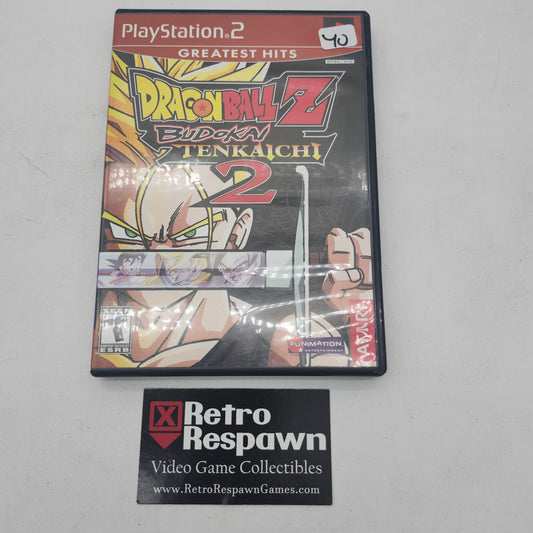 PlayStation®2
40
GREATEST HITS
DRAGON BALL Z
BUDOKAI
TENKAICHI
2
T
ESRB
FUNIMATION
ENTERTAINMENT
ATARI
Retro
Respawn
Video Game Collectibles
www.RetroRespawnGames.com